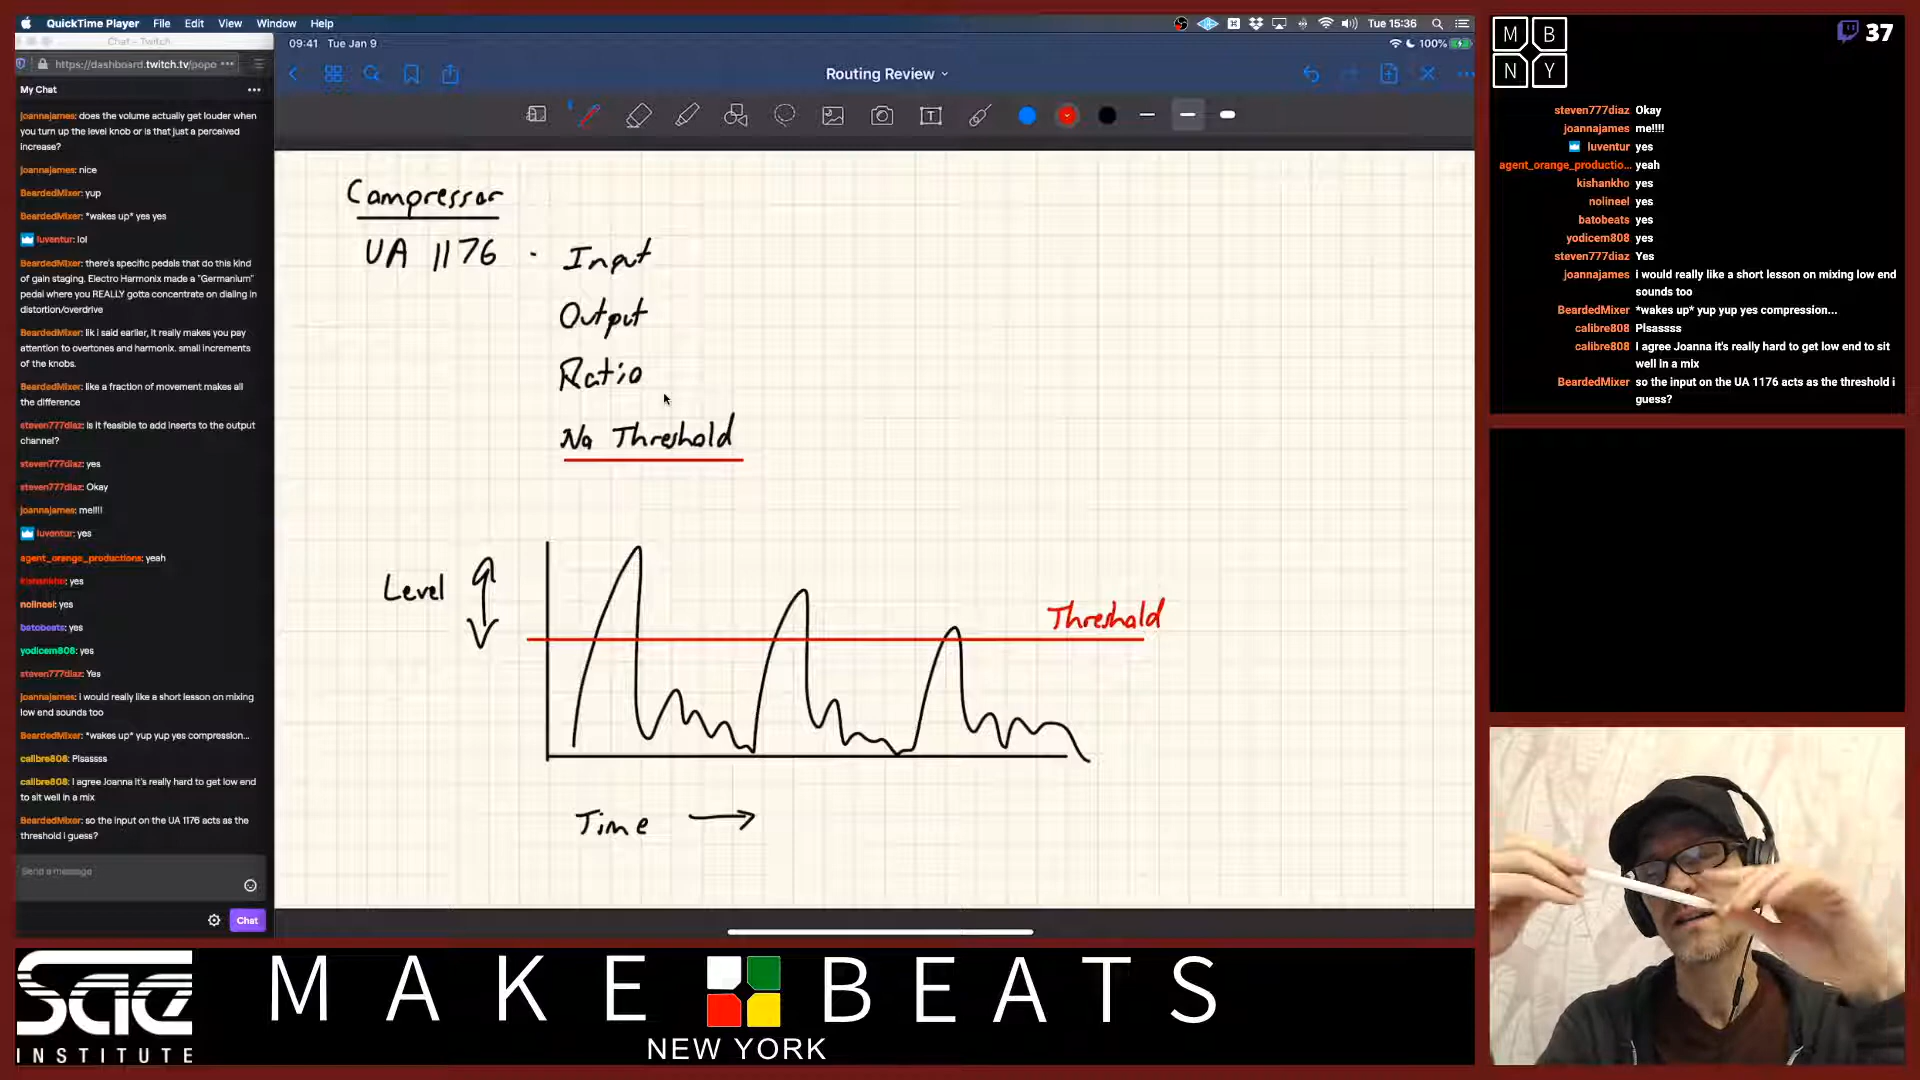 QuickTime Player File Edit View Window Help
Tue 15:36
Chat – Twitch
https://dashboard.twitch.tv/popo
My Chat
joannajames: does the volume actually get louder when
you turn up the level knob or is that just a perceived
increase?
joannajames: nice
BeardedMixer: yup
BeardedMixer: *wakes up* yes yes
luventur: lol
BeardedMixer: there's specific pedals that do this kind
of gain staging. Electro Harmonix made a "Germanium"
pedal where you REALLY gotta concentrate on dialing in
distortion/overdrive
BeardedMixer: lik i said earlier, it really makes you pay
attention to overtones and harmonix. small increments
of the knobs.
BeardedMixer: like a fraction of movement makes all
the difference
steven777diaz: Is it feasible to add inserts to the output
channel?
steven777diaz: yes
steven777diaz: Okay
joannajames: me!!!!
luventur: yes
agent_orange_productions: yeah
kishankho: yes
nolineel: yes
batobeats: yes
yodicem808: yes
steven777diaz: Yes
joannajames: i would really like a short lesson on mixing
low end sounds too
BeardedMixer: *wakes up* yup yup yes compression...
calibre808: Plsassss
calibre808: I agree Joanna it's really hard to get low end
to sit well in a mix
BeardedMixer: so the input on the UA 1176 acts as the
threshold i guess?
Send a message
Chat
09:41 Tue Jan 9
100%
Routing Review
Compressor
UA 1176 - Input
Output
Ratio
No Threshold
Level
Threshold
Time
M B
N Y
37
steven777diaz Okay
joannajames me!!!!
luventur yes
agent_orange_productio... yeah
kishankho yes
nolineel yes
batobeats yes
yodicem808 yes
steven777diaz Yes
joannajames i would really like a short lesson on mixing low end
sounds too
BeardedMixer *wakes up* yup yup yes compression...
calibre808 Plsassss
calibre808 I agree Joanna it's really hard to get low end to sit
well in a mix
BeardedMixer so the input on the UA 1176 acts as the threshold i
guess?
sae
INSTITUTE
MAKE BEATS
NEW YORK